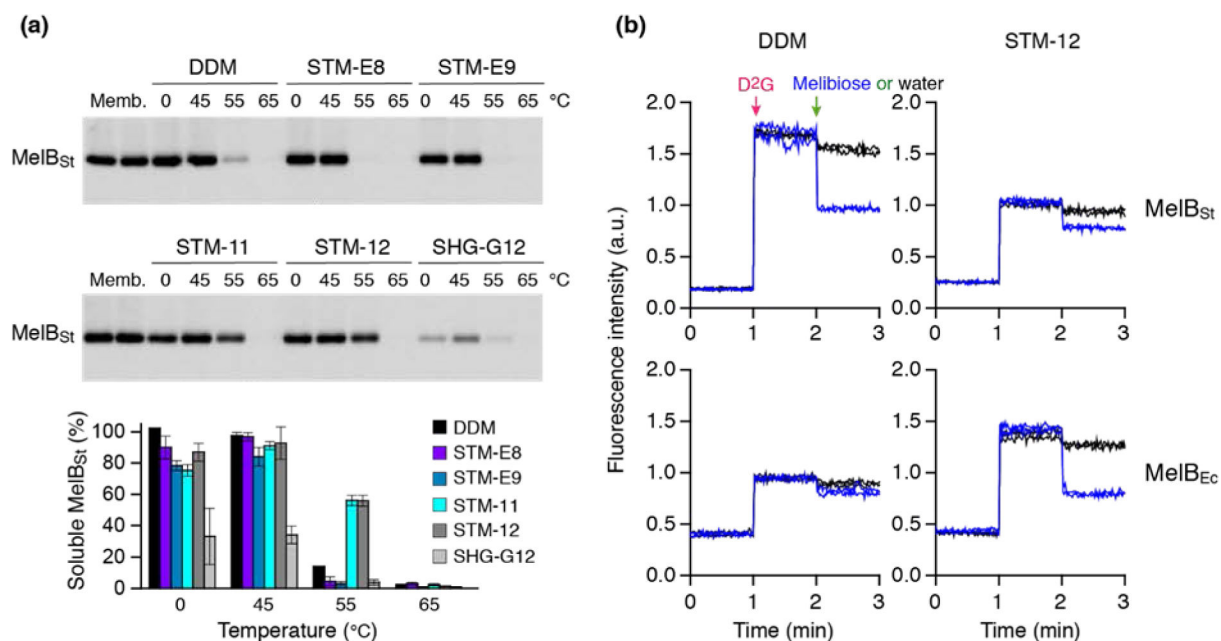 (a)
DDM STM-E8 STM-E9
Memb. 0 45 55 65 0 45 55 65 0 45 55 65 °C
MelBSt
STM-11 STM-12 SHG-G12
Memb. 0 45 55 65 0 45 55 65 0 45 55 65 °C
MelBSt
Soluble MelBSt (%)
100
80
60
40
20
0
DDM
STM-E8
STM-E9
STM-11
STM-12
SHG-G12
0 45 55 65
Temperature (°C)
(b)
DDM STM-12
D2G Melibiose or water
Fluorescence intensity (a.u.)
2.0
1.5
1.0
0.5
0.0
0 1 2 3
2.0
1.5
1.0
0.5
0.0
0 1 2 3
MelBSt
1.5
1.0
0.5
0.0
0 1 2 3
Time (min)
1.5
1.0
0.5
0.0
0 1 2 3
Time (min)
MelBEc